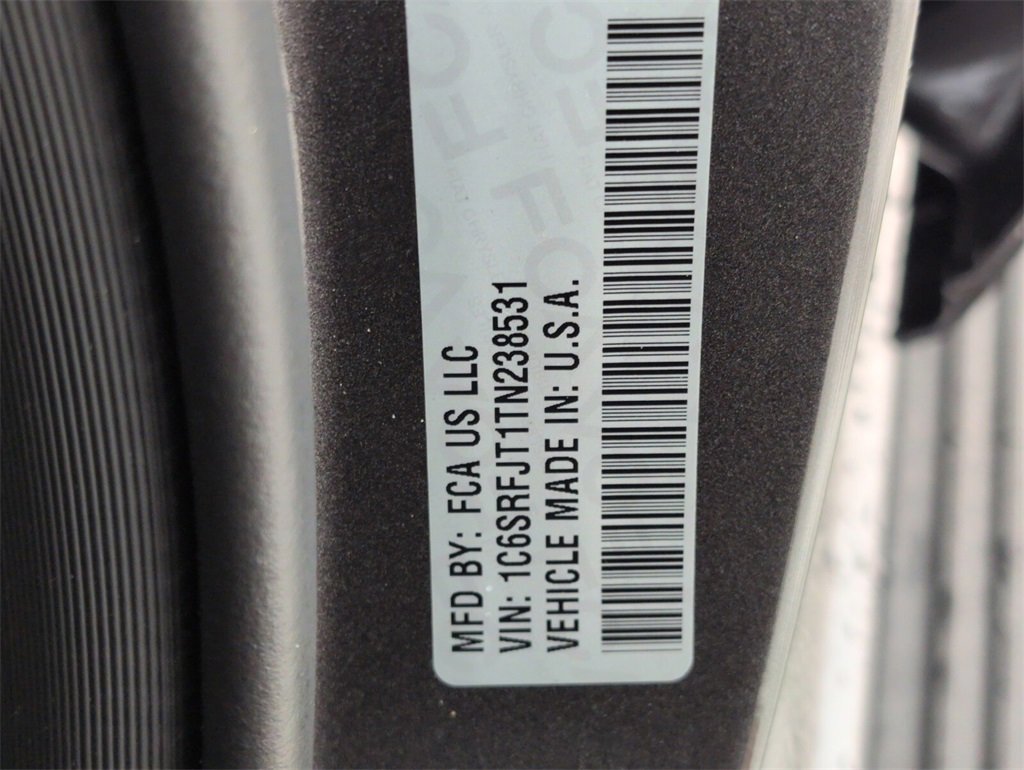 MFD BY: FCA US LLC
VIN: 1C6SRFJT1TN238531
VEHICLE MADE IN: U.S.A.